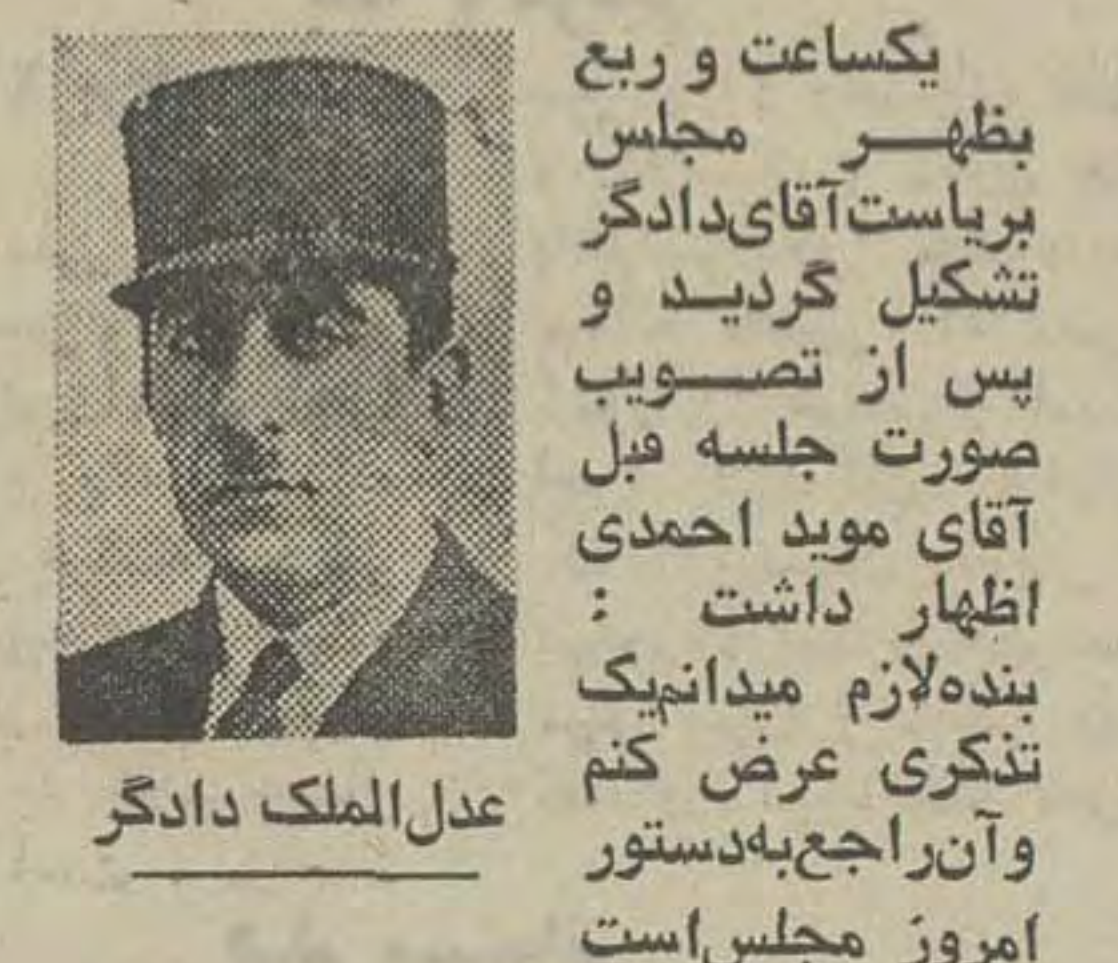 یکساعت و ربع
بظهر مجلس
بریاست آقای دادگر
تشکیل گردید و
پس از تصویب
صورت جلسه قبل
آقای موید احمدی
اظهار داشت :
بنده لازم میدانم یک
تذکری عرض کنم
و آن راجع به دستور
امروز مجلس است
عدل الملک دادگر